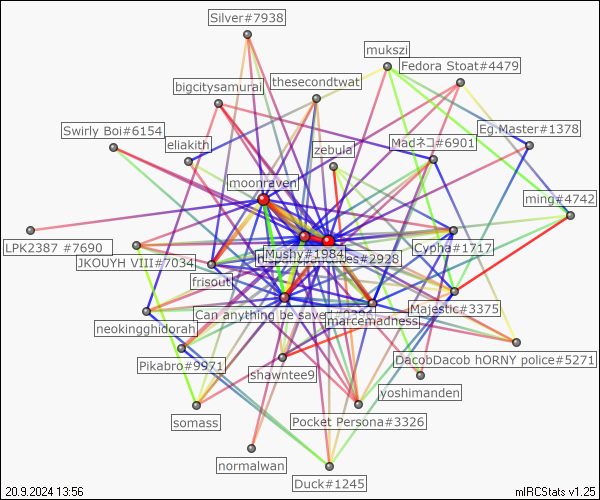 Silver#7938
mukszi
Fedora Stoat#4479
bigcitysamurai
thesecondtwat
Swirly Boi#6154
Eg.Master#1378
eliakith
zebula
Madネコ#6901
moonraven
ming#4742
LPK2387 #7690
Cypha#1717
Mushy#1984
#2928
JKOUYH VIII#7034
frisout
Majestic#3375
neokingghdorah
Can anything be saved
marcemadness
DacobDacob hORNY police#5271
Pikabro#9971
shawntee9
yoshimanden
somass
Pocket Persona#3326
normalwan
Duck#1245
20.9.2024 13:56
mIRCStats v1.25